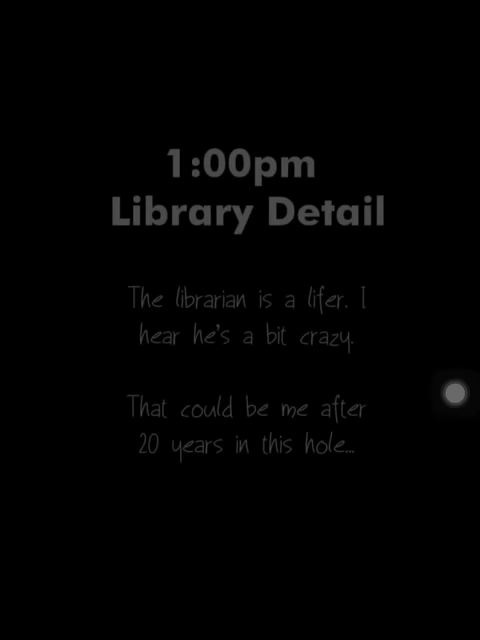 1:00pm
Library Detail
The librarian is a lifer. I
hear he's a bit crazy.
That could be me after
20 years in this hole...